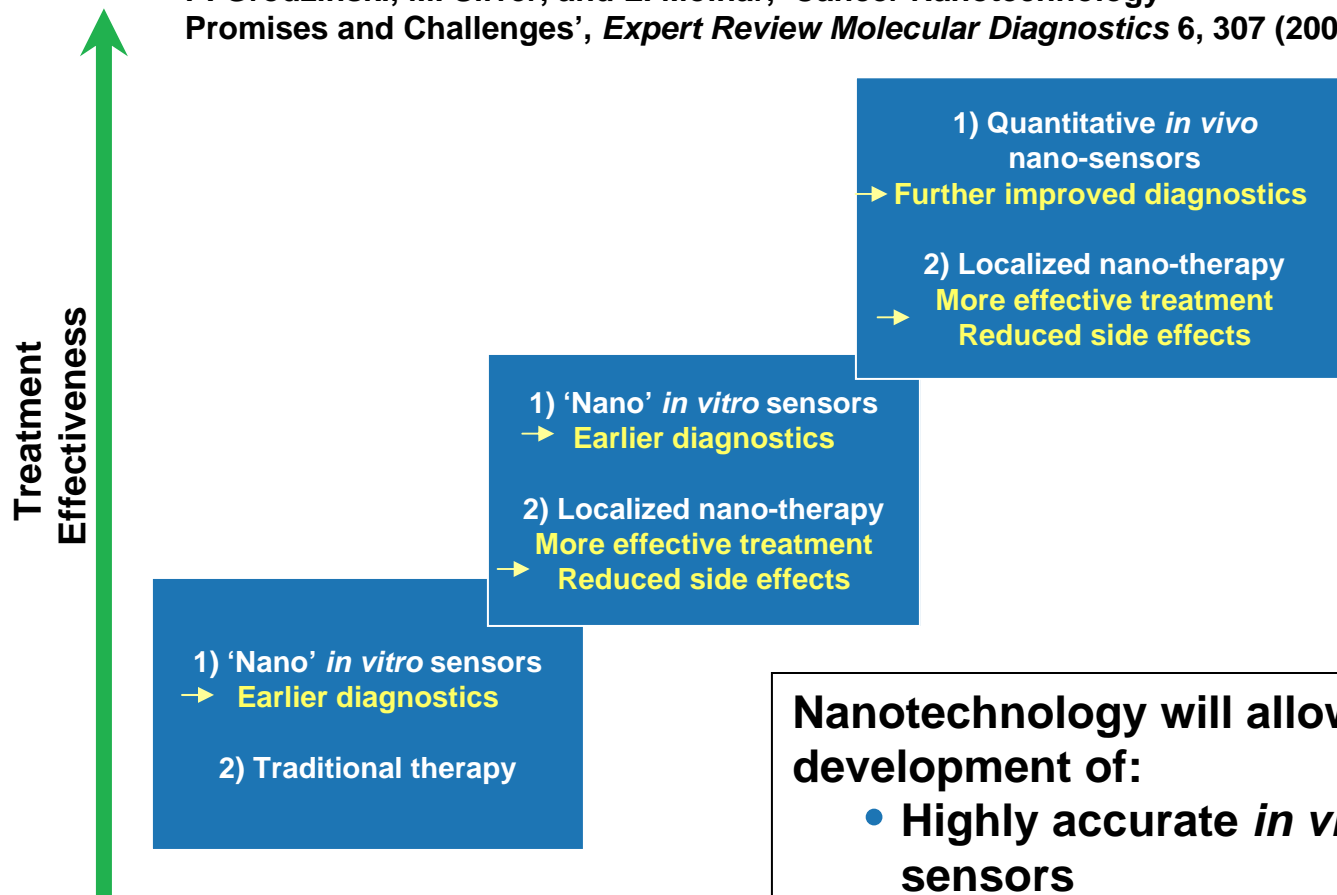 Promises and Challenges’, Expert Review Molecular Diagnostics 6, 307 (200
1) Quantitative in vivo
nano-sensors
Further improved diagnostics
2) Localized nano-therapy
More effective treatment
Reduced side effects
Treatment
Effectiveness
1) ‘Nano’ in vitro sensors
Earlier diagnostics
2) Localized nano-therapy
More effective treatment
Reduced side effects
1) ‘Nano’ in vitro sensors
Earlier diagnostics
2) Traditional therapy
Nanotechnology will allow
development of:
• Highly accurate in
sensors